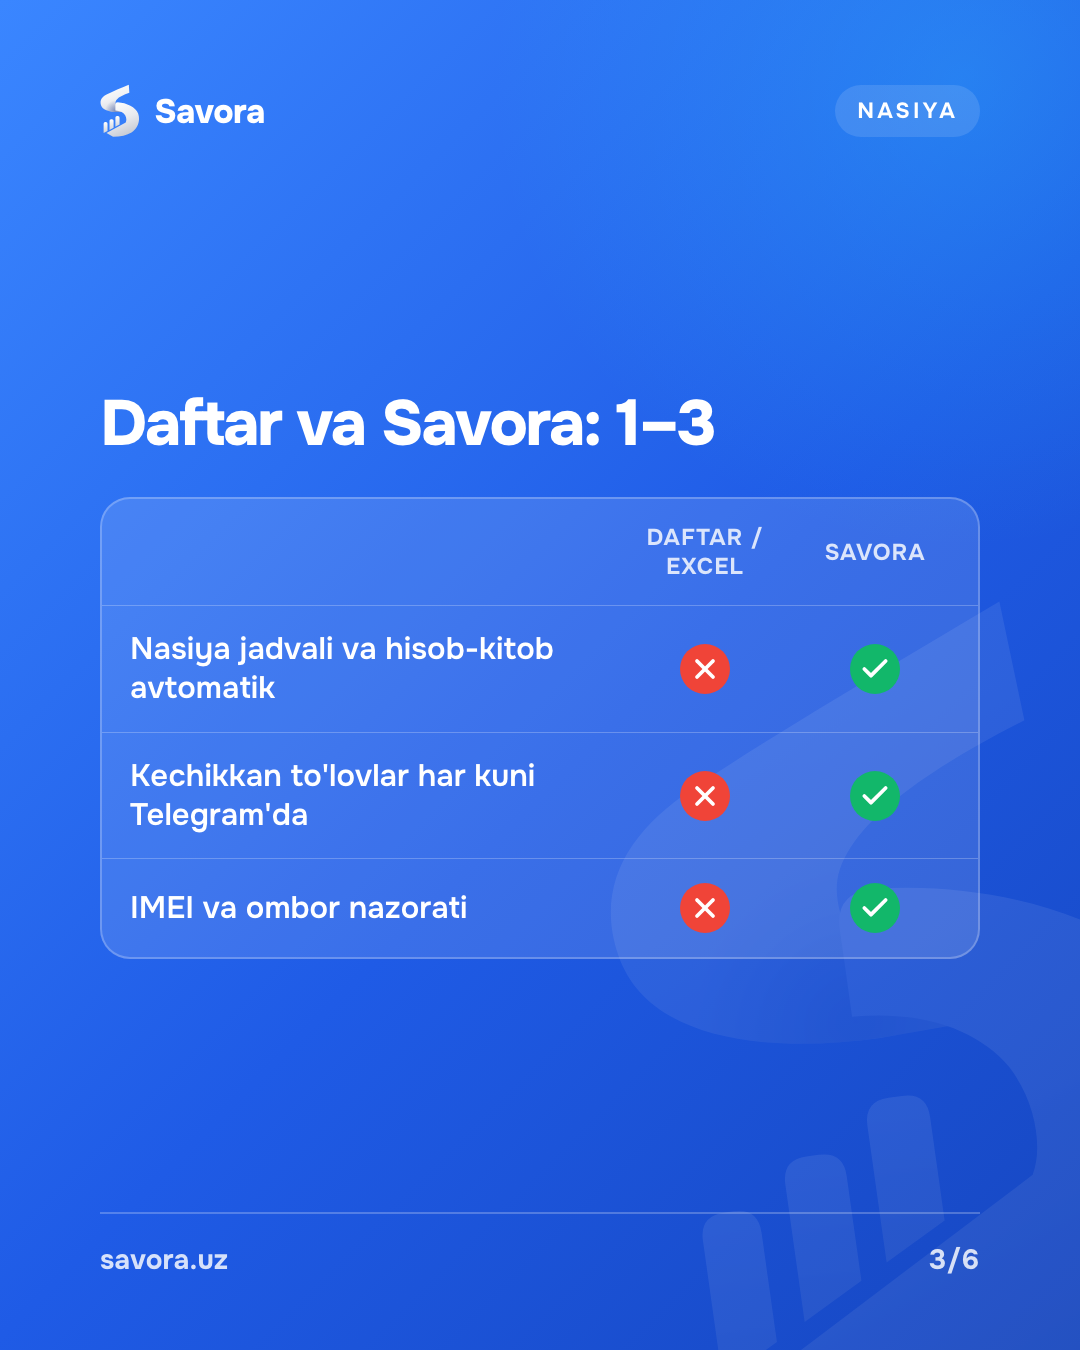 Savora
NASIYA
Daftar va Savora: 1–3
DAFTAR /
EXCEL
SAVORA
Nasiya jadvali va hisob-kitob
avtomatik
Kechikkan to'lovlar har kuni
Telegram'da
IMEI va ombor nazorati
savora.uz
3/6